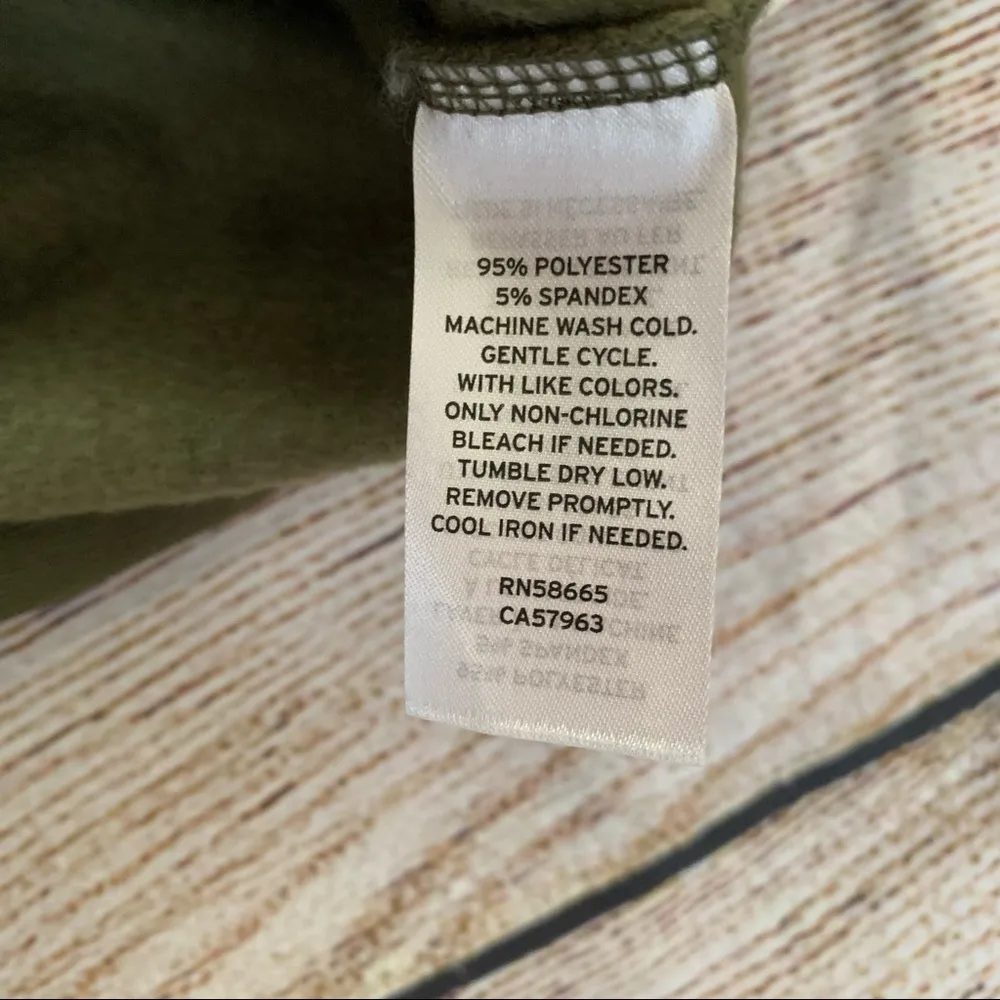 95% POLYESTER
5% SPANDEX
MACHINE WASH COLD.
GENTLE CYCLE.
WITH LIKE COLORS.
ONLY NON-CHLORINE
BLEACH IF NEEDED.
TUMBLE DRY LOW.
REMOVE PROMPTLY.
COOL IRON IF NEEDED.
RN58665
CA57963